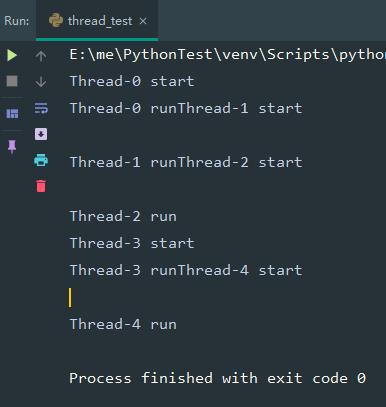 Run: thread_test ×
E:\me\PythonTest\venv\Scripts\pytho
Thread-0 start
Thread-0 runThread-1 start
Thread-1 runThread-2 start
Thread-2 run
Thread-3 start
Thread-3 runThread-4 start
Thread-4 run
Process finished with exit code 0